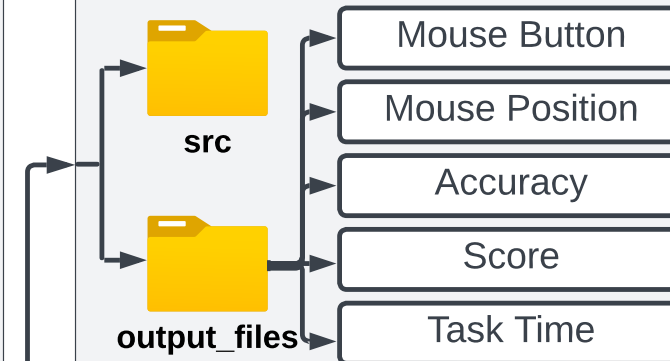 Mouse Button
Mouse Position
src
Accuracy
Score
output_files
Task Time